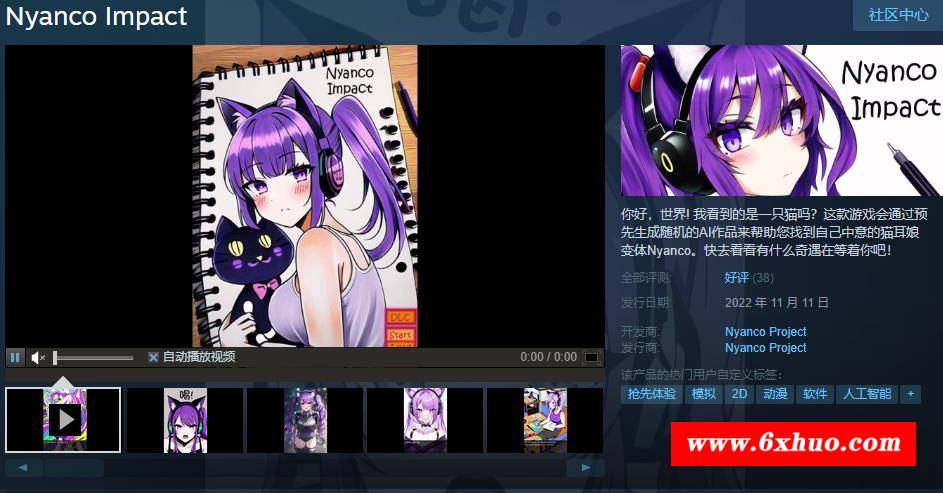 Nyanco Impact
社区中心
Nyanco
Impact
DLC
Start
自动播放视频
0:00 / 0:00
喝!
Nyanco
Impact
你好，世界! 我看到的是一只猫吗？这款游戏会通过预
先生成随机的AI作品来帮助您找到自己中意的猫耳娘
变体Nyanco。快去看看有什么奇遇在等着你吧！
全部评测:
好评 (38)
发行日期:
2022 年 11 月 11 日
开发商:
Nyanco Project
发行商:
Nyanco Project
该产品的热门用户自定义标签:
抢先体验 模拟 2D 动漫 软件 人工智能 +
www.6xhuo.com